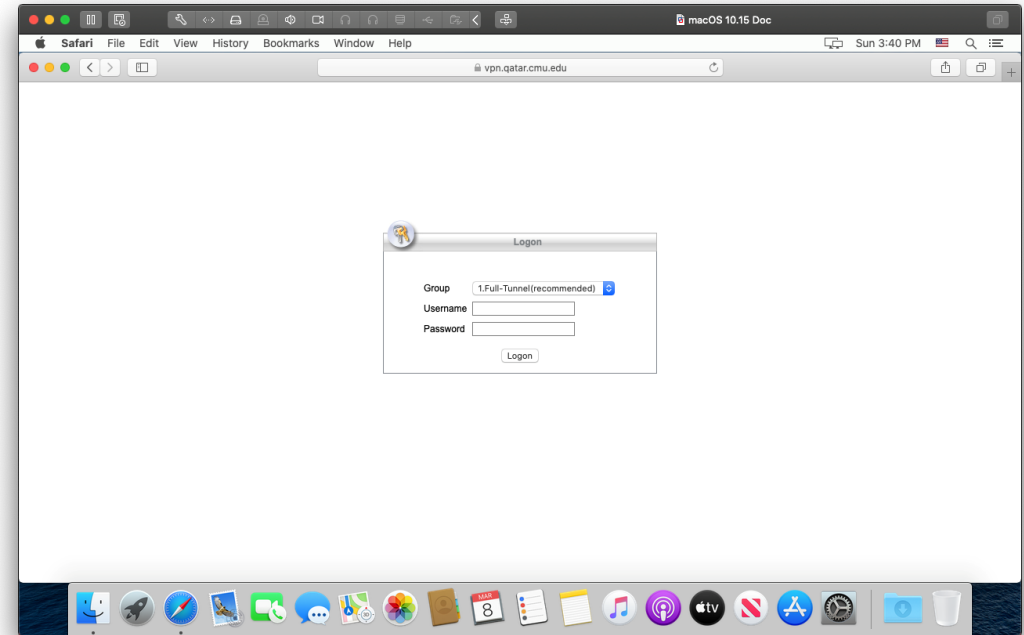 macOS 10.15 Doc
Safari File Edit View History Bookmarks Window Help Sun 3:40 PM
vpn.qatar.cmu.edu
Logon
Group 1.Full-Tunnel(recommended)
Username
Password
Logon
MAR
8
3D
tv